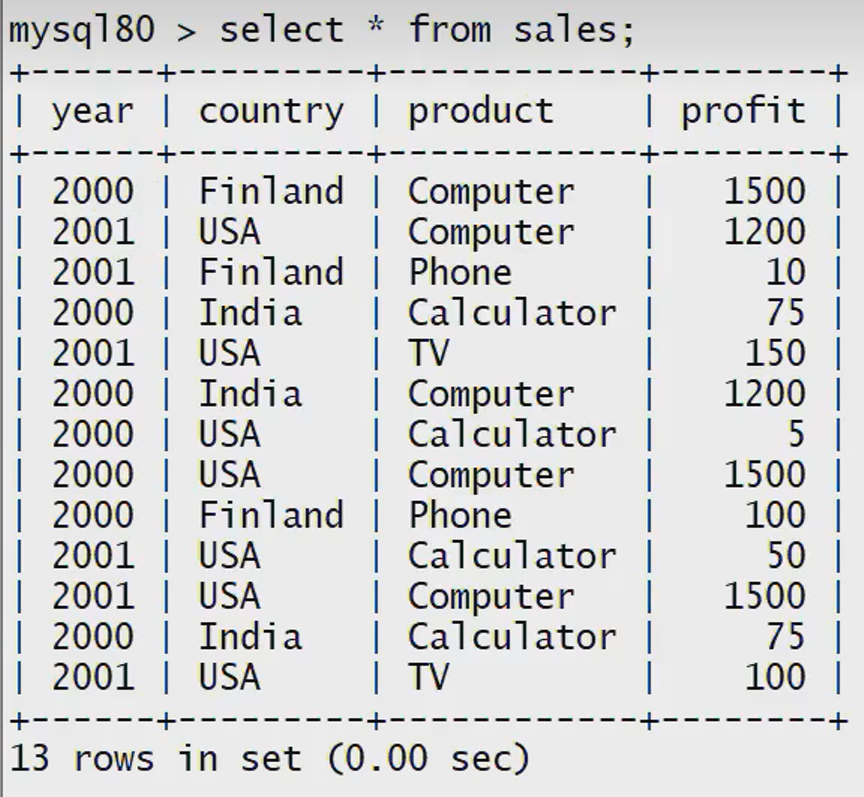 mysql80 > select * from sales;
+------+---------+------------+--------+
| year | country | product    | profit |
+------+---------+------------+--------+
| 2000 | Finland | Computer   |   1500 |
| 2001 | USA     | Computer   |   1200 |
| 2001 | Finland | Phone      |     10 |
| 2000 | India   | Calculator |     75 |
| 2001 | USA     | TV         |    150 |
| 2000 | India   | Computer   |   1200 |
| 2000 | USA     | Calculator |      5 |
| 2000 | USA     | Computer   |   1500 |
| 2000 | Finland | Phone      |    100 |
| 2001 | USA     | Calculator |     50 |
| 2001 | USA     | Computer   |   1500 |
| 2000 | India   | Calculator |     75 |
| 2001 | USA     | TV         |    100 |
+------+---------+------------+--------+
13 rows in set (0.00 sec)